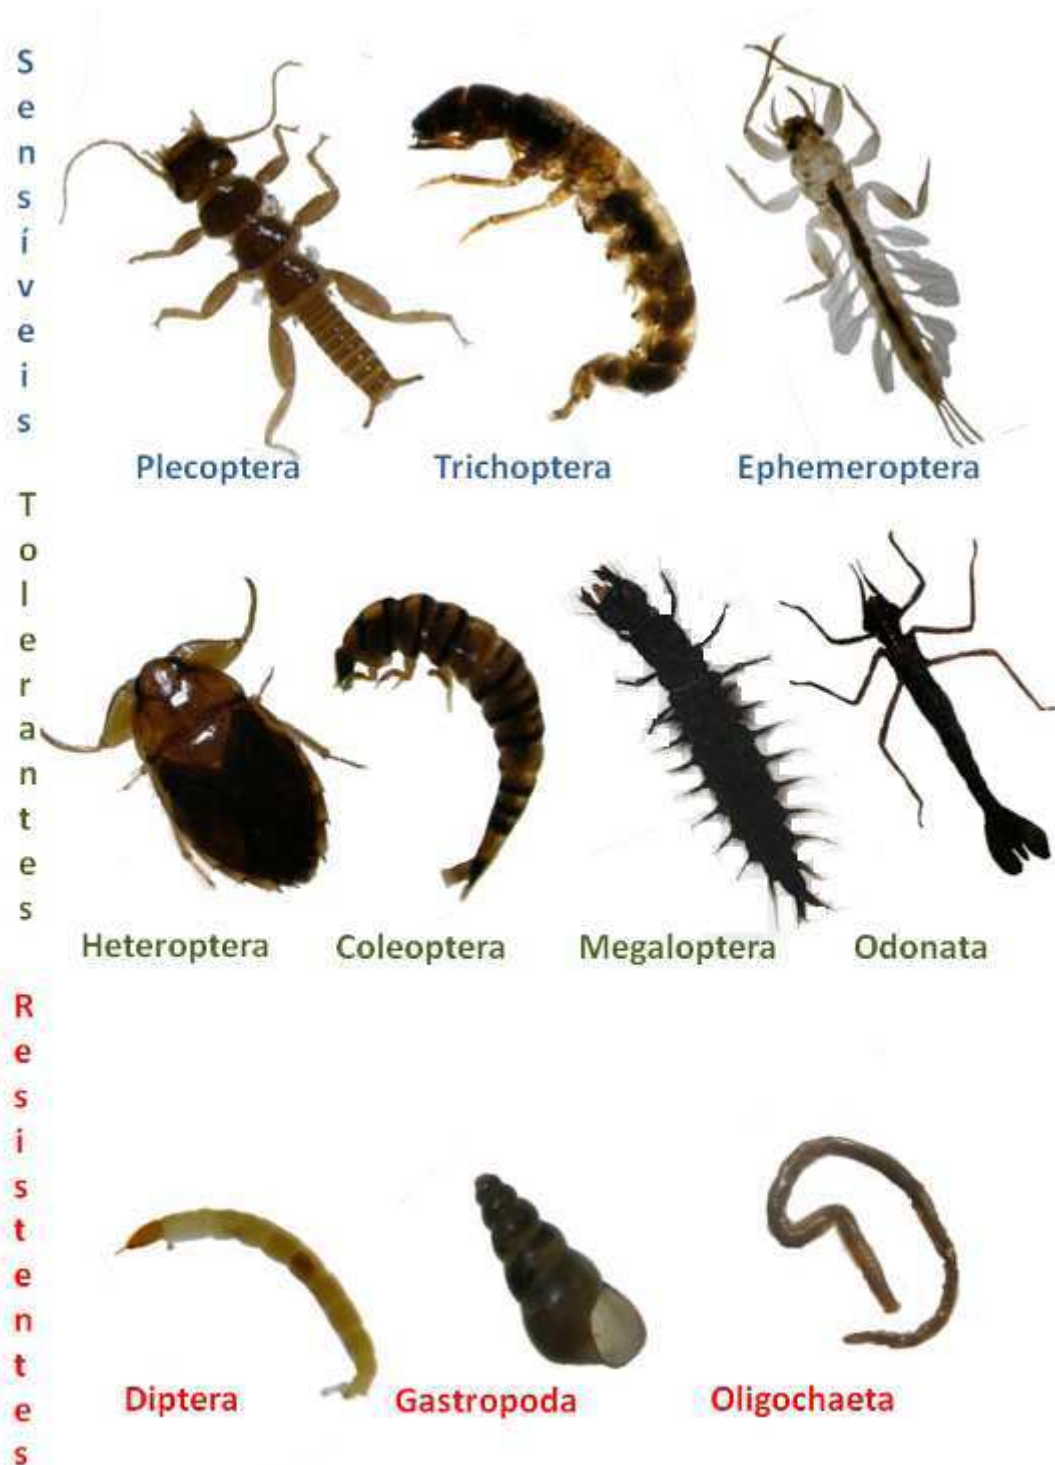 Sensíveis
Plecoptera Trichoptera Ephemeroptera
Tolerantes
Heteroptera Coleoptera Megaloptera Odonata
Resistentes
Diptera Gastropoda Oligochaeta